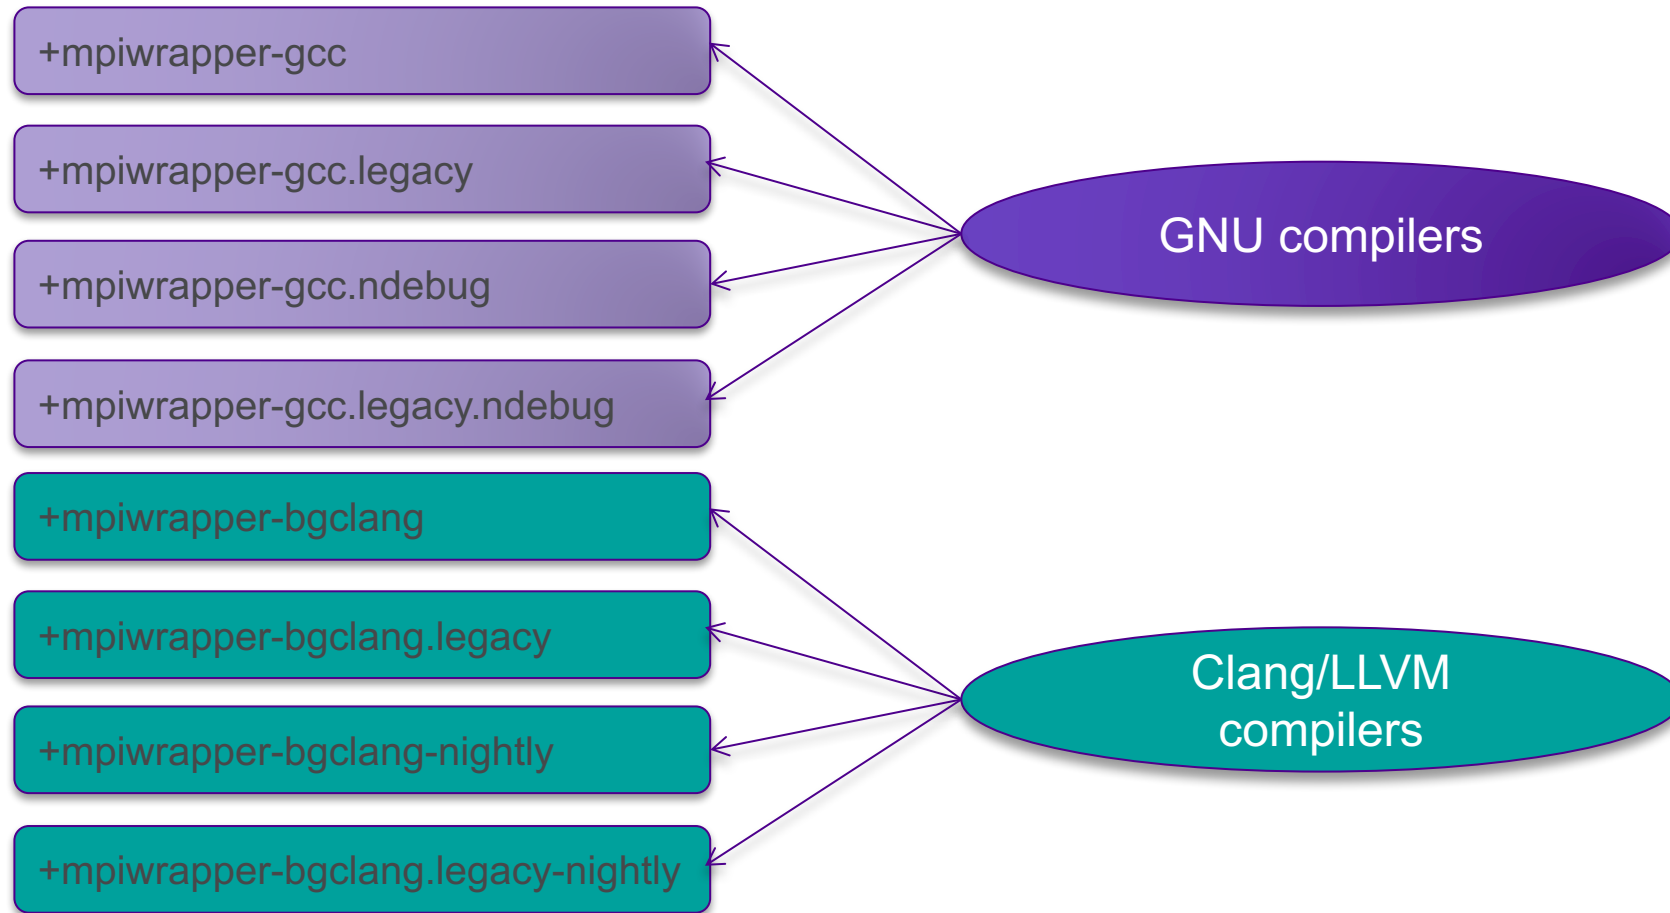 +mpiwrapper-gcc
+mpiwrapper-gcc.legacy
+mpiwrapper-gcc.ndebug
+mpiwrapper-gcc.legacy.ndebug
GNU compilers
+mpiwrapper-bgclang
+mpiwrapper-bgclang.legacy
+mpiwrapper-bgclang-nightly
+mpiwrapper-bgclang.legacy-nightly
Clang/LLVM
compilers